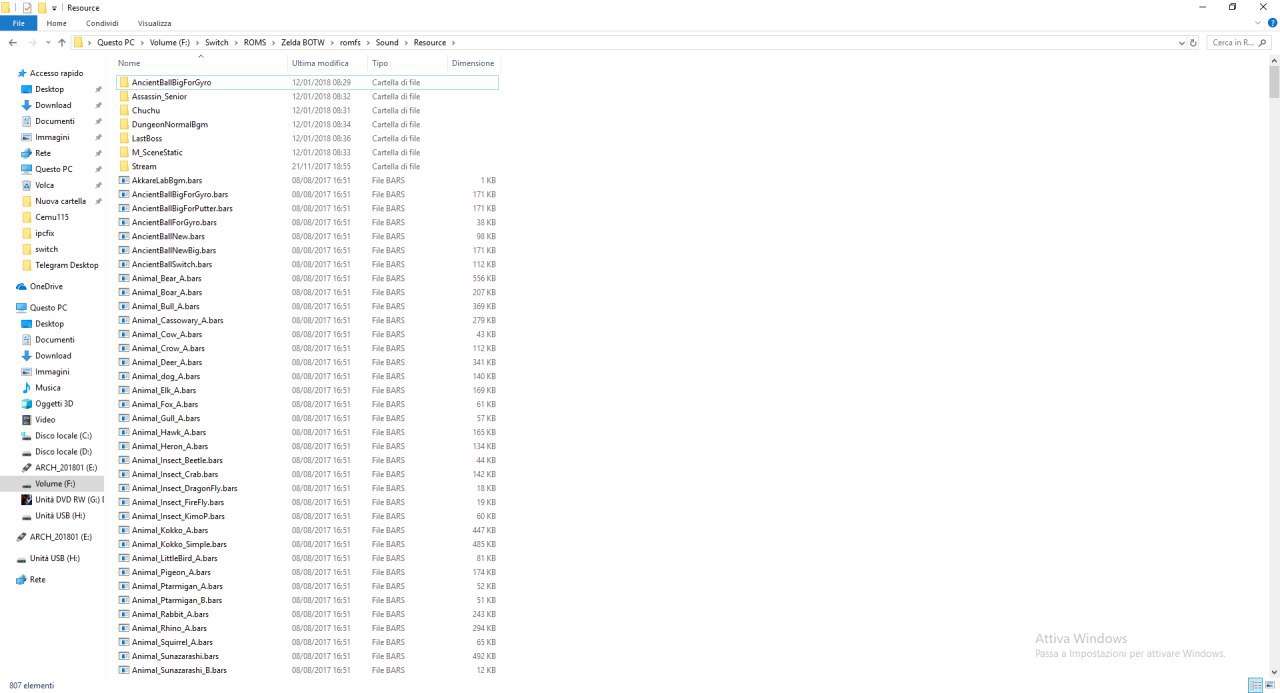 Resource
File Home Condividi Visualizza
Questo PC > Volume (F:) > Switch > ROMS > Zelda BOTW > romfs > Sound > Resource >
Cerca in R...
Accesso rapido
Desktop
Download
Documenti
Immagini
Rete
Questo PC
Volca
Nuova cartella
Cemu115
ipcfix
switch
Telegram Desktop
OneDrive
Questo PC
Desktop
Documenti
Download
Immagini
Musica
Oggetti 3D
Video
Disco locale (C:)
Disco locale (D:)
ARCH_201801 (E:)
Volume (F:)
Unità DVD RW (G:)
Unità USB (H:)
ARCH_201801 (E:)
Unità USB (H:)
Rete
Nome Ultima modifica Tipo Dimensione
AncientBallBigForGyro 12/01/2018 08:29 Cartella di file
Assassin_Senior 12/01/2018 08:32 Cartella di file
Chuchu 12/01/2018 08:31 Cartella di file
DungeonNormalBgm 12/01/2018 08:34 Cartella di file
LastBoss 12/01/2018 08:36 Cartella di file
M_SceneStatic 12/01/2018 08:33 Cartella di file
Stream 21/11/2017 18:55 Cartella di file
AkkareLabBgm.bars 08/08/2017 16:51 File BARS 1 KB
AncientBallBigForGyro.bars 08/08/2017 16:51 File BARS 171 KB
AncientBallBigForPutter.bars 08/08/2017 16:51 File BARS 171 KB
AncientBallForGyro.bars 08/08/2017 16:51 File BARS 38 KB
AncientBallNew.bars 08/08/2017 16:51 File BARS 98 KB
AncientBallNewBig.bars 08/08/2017 16:51 File BARS 171 KB
AncientBallSwitch.bars 08/08/2017 16:51 File BARS 112 KB
Animal_Bear_A.bars 08/08/2017 16:51 File BARS 556 KB
Animal_Boar_A.bars 08/08/2017 16:51 File BARS 207 KB
Animal_Bull_A.bars 08/08/2017 16:51 File BARS 369 KB
Animal_Cassowary_A.bars 08/08/2017 16:51 File BARS 279 KB
Animal_Cow_A.bars 08/08/2017 16:51 File BARS 43 KB
Animal_Crow_A.bars 08/08/2017 16:51 File BARS 112 KB
Animal_Deer_A.bars 08/08/2017 16:51 File BARS 341 KB
Animal_dog_A.bars 08/08/2017 16:51 File BARS 140 KB
Animal_Elk_A.bars 08/08/2017 16:51 File BARS 169 KB
Animal_Fox_A.bars 08/08/2017 16:51 File BARS 61 KB
Animal_Gull_A.bars 08/08/2017 16:51 File BARS 57 KB
Animal_Hawk_A.bars 08/08/2017 16:51 File BARS 165 KB
Animal_Heron_A.bars 08/08/2017 16:51 File BARS 134 KB
Animal_Insect_Beetle.bars 08/08/2017 16:51 File BARS 44 KB
Animal_Insect_Crab.bars 08/08/2017 16:51 File BARS 142 KB
Animal_Insect_DragonFly.bars 08/08/2017 16:51 File BARS 18 KB
Animal_Insect_FireFly.bars 08/08/2017 16:51 File BARS 19 KB
Animal_Insect_KimoP.bars 08/08/2017 16:51 File BARS 60 KB
Animal_Kokko_A.bars 08/08/2017 16:51 File BARS 447 KB
Animal_Kokko_Simple.bars 08/08/2017 16:51 File BARS 485 KB
Animal_LittleBird_A.bars 08/08/2017 16:51 File BARS 81 KB
Animal_Pigeon_A.bars 08/08/2017 16:51 File BARS 174 KB
Animal_Ptarmigan_A.bars 08/08/2017 16:51 File BARS 52 KB
Animal_Ptarmigan_B.bars 08/08/2017 16:51 File BARS 51 KB
Animal_Rabbit_A.bars 08/08/2017 16:51 File BARS 243 KB
Animal_Rhino_A.bars 08/08/2017 16:51 File BARS 294 KB
Animal_Squirrel_A.bars 08/08/2017 16:51 File BARS 65 KB
Animal_Sunazarashi.bars 08/08/2017 16:51 File BARS 492 KB
Animal_Sunazarashi_B.bars 08/08/2017 16:51 File BARS 12 KB
Attiva Windows
Passa a Impostazioni per attivare Windows.
807 elementi